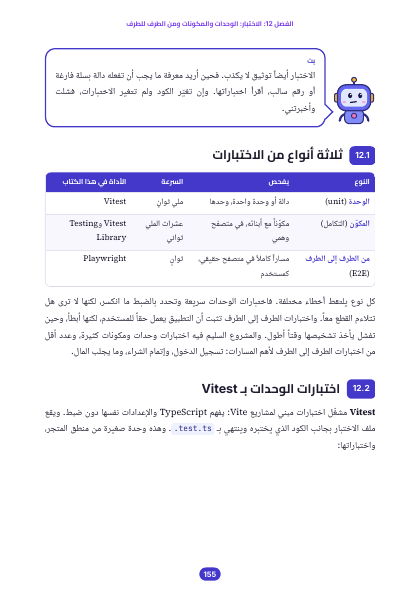 الفصل 12: الاختبار: الوحدات والمكونات ومن الطرف للطرف
بت
الاختبار أيضاً توثيق لا يكذب. فحين أريد معرفة ما يجب أن تفعله دالة بسلة فارغة
أو رقم سالب، أقرأ اختباراتها. وإن تغيّر الكود ولم تتغير الاختبارات، فشلت
وأخبرتني.
12.1 ثلاثة أنواع من الاختبارات
النوع يفحص السرعة الأداة في هذا الكتاب
الوحدة (unit) دالة أو وحدة واحدة، وحدها ملي ثوانٍ Vitest
المكوّن (التكامل) مكوّناً مع أبنائه، في متصفح عشرات الملي Vitest وTesting
وهمي ثواني Library
من الطرف إلى الطرف مساراً كاملاً في متصفح حقيقي، ثوانٍ Playwright
(E2E) كمستخدم
كل نوع يلتقط أخطاء مختلفة. فاختبارات الوحدات سريعة وتحدد بالضبط ما انكسر، لكنها لا ترى هل
تتلاءم القطع معاً. واختبارات الطرف إلى الطرف تثبت أن التطبيق يعمل حقاً للمستخدم، لكنها أبطأ، وحين
تفشل يأخذ تشخيصها وقتاً أطول. والمشروع السليم فيه اختبارات وحدات ومكونات كثيرة، وعدد أقل
من اختبارات الطرف إلى الطرف لأهم المسارات: تسجيل الدخول، وإتمام الشراء، وما يجلب المال.
12.2 اختبارات الوحدات بـ Vitest
Vitest مشغّل اختبارات مبني لمشاريع Vite: يفهم TypeScript والإعدادات نفسها دون ضبط. ويقع
ملف الاختبار بجانب الكود الذي يختبره وينتهي بـ .test.ts. وهذه وحدة صغيرة من منطق المتجر،
واختباراتها:
155